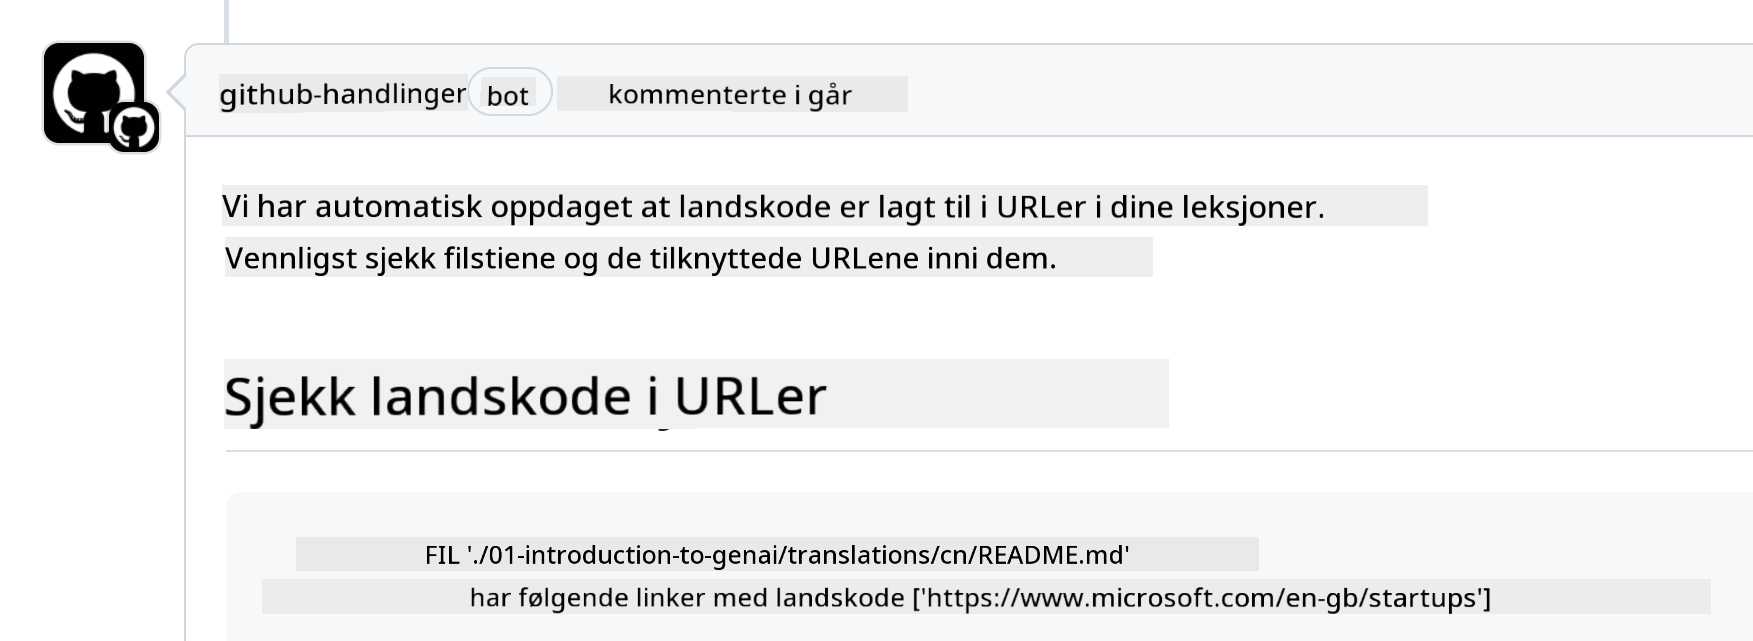 github-handlinger bot kommenterte i går
Vi har automatisk oppdaget at landskode er lagt til i URLer i dine leksjoner.
Vennligst sjekk filstiene og de tilknyttede URLene inni dem.
Sjekk landskode i URLer
FIL './01-introduction-to-genai/translations/cn/README.md'
har følgende linker med landskode ['https://www.microsoft.com/en-gb/startups']